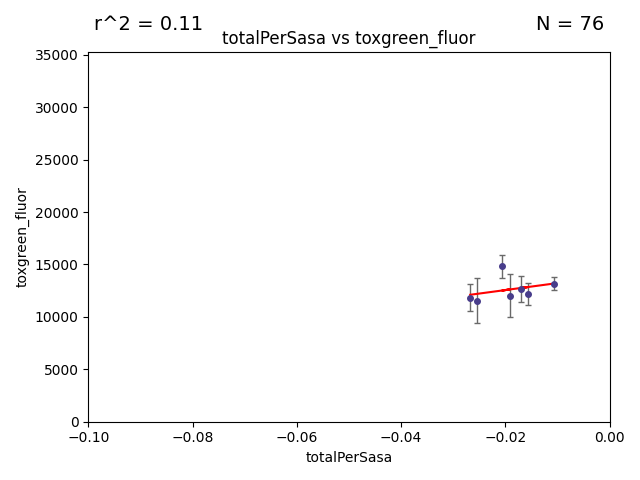 r^2 = 0.11
N = 76
totalPerSasa vs toxgreen_fluor
35000
30000
25000
20000
15000
10000
5000
0
toxgreen_fluor
−0.10
−0.08
−0.06
−0.04
−0.02
0.00
totalPerSasa